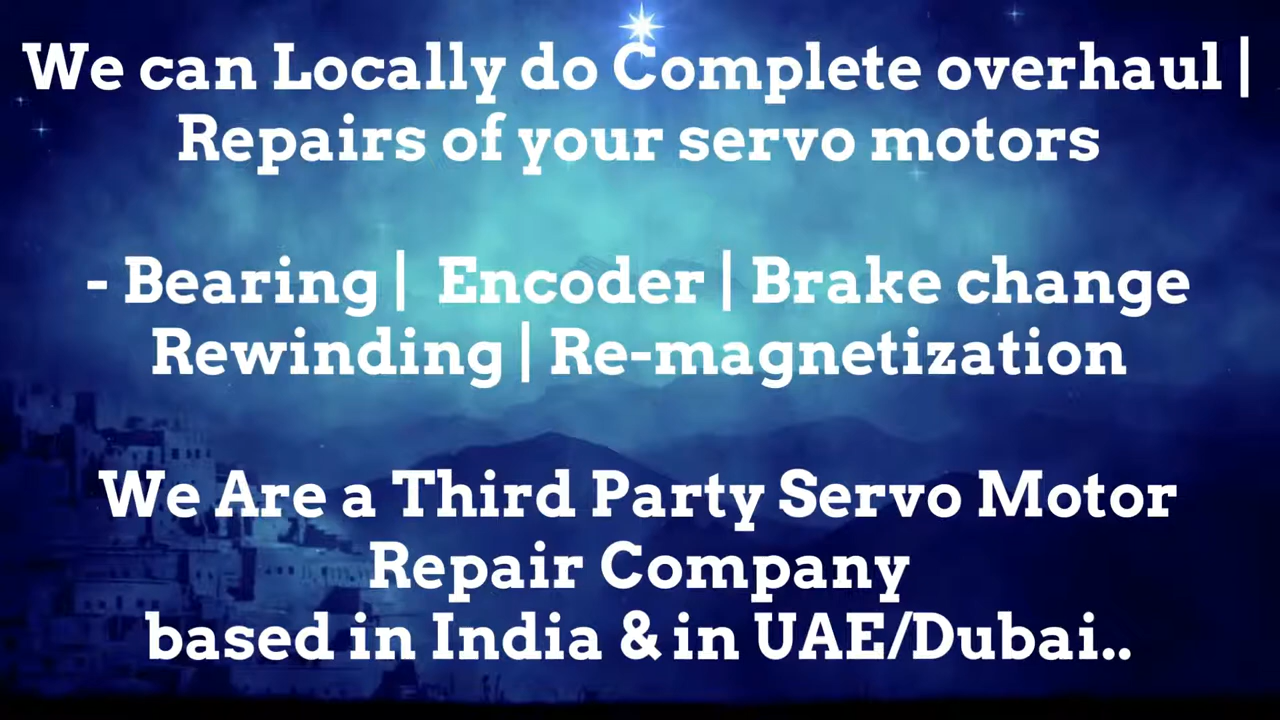 We can Locally do Complete overhaul |
Repairs of your servo motors
- Bearing | Encoder | Brake change
Rewinding | Re-magnetization
We Are a Third Party Servo Motor
Repair Company
based in India & in UAE/Dubai..